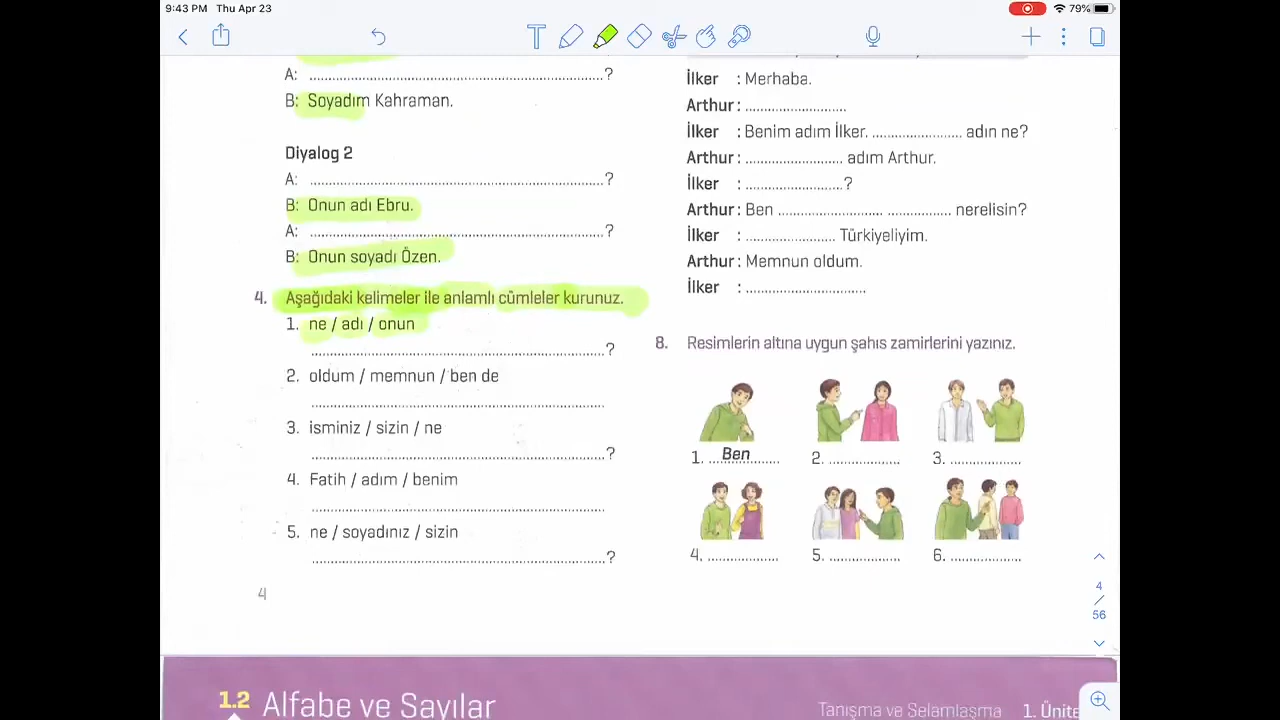 9:43 PM Thu Apr 23
79%
A: ..............................................................................?
B: Soyadım Kahraman.
Diyalog 2
A: ..............................................................................?
B: Onun adı Ebru.
A: ..............................................................................?
B: Onun soyadı Özen.
4. Aşağıdaki kelimeler ile anlamlı cümleler kurunuz.
1. ne / adı / onun
..............................................................................?
2. oldum / memnun / ben de
..............................................................................
3. isminiz / sizin / ne
..............................................................................?
4. Fatih / adım / benim
..............................................................................
5. ne / soyadınız / sizin
..............................................................................?
4
İlker : Merhaba.
Arthur : ..........................
İlker : Benim adım İlker. ....................... adın ne?
Arthur : ......................... adım Arthur.
İlker : .........................?
Arthur : Ben ........................... ................ nerelisin?
İlker : ....................... Türkiyeliyim.
Arthur : Memnun oldum.
İlker : ...............................
8. Resimlerin altına uygun şahıs zamirlerini yazınız.
1. ...Ben.......
2. ...................
3. ...................
4. ...................
5. ...................
6. ...................
4
/
56
1.2 Alfabe ve Sayılar
Tanışma ve Selamlaşma 1. Ünite